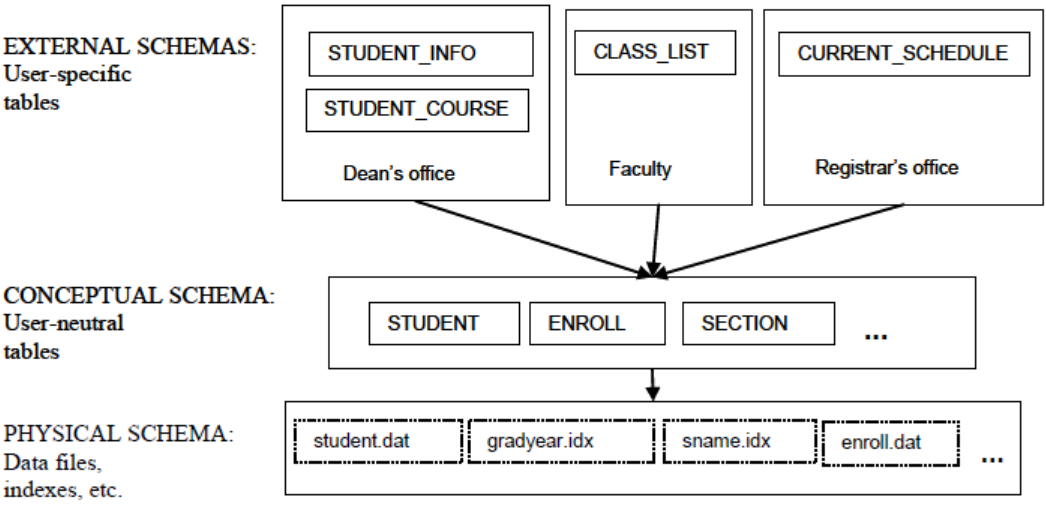 EXTERNAL SCHEMAS:
User-specific
tables
STUDENT_INFO
STUDENT_COURSE
Dean's office
CLASS_LIST
Faculty
CURRENT_SCHEDULE
Registrar's office
CONCEPTUAL SCHEMA:
User-neutral
tables
STUDENT
ENROLL
SECTION
...
PHYSICAL SCHEMA:
Data files,
indexes, etc.
student.dat
gradyear.idx
sname.idx
enroll.dat
...